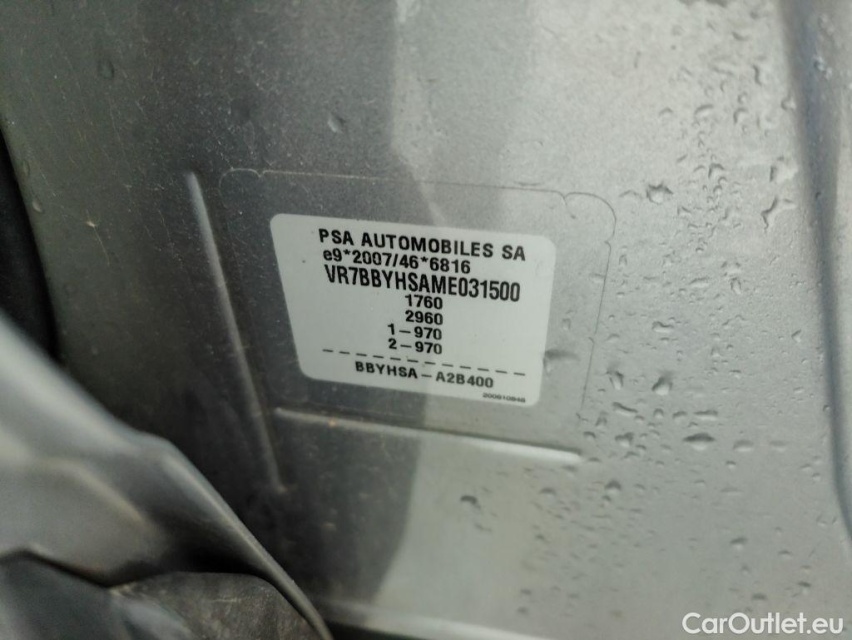 PSA AUTOMOBILES SA
e9*2007/46*6816
VR7BBYHSAME031500
1760
2960
1-970
2-970
BBYHSA-A2B400
CarOutlet.eu